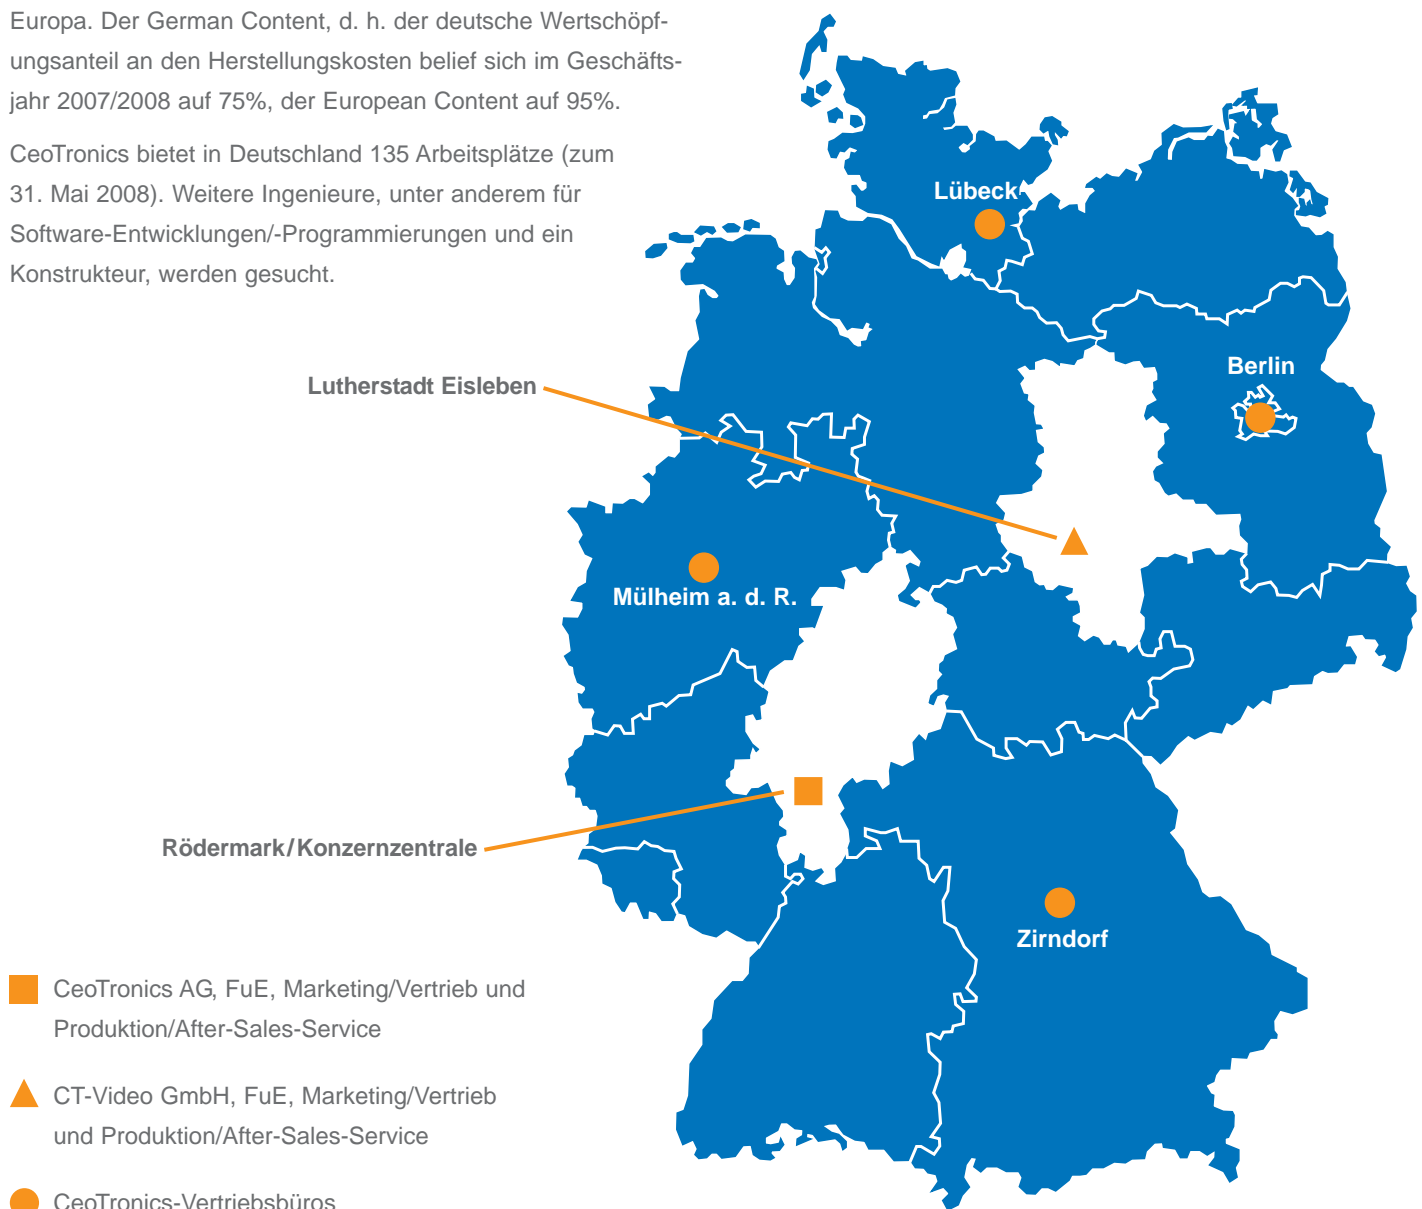 Europa. Der German Content, d. h. der deutsche Wertschöpf-
ungsanteil an den Herstellungskosten belief sich im Geschäfts-
jahr 2007/2008 auf 75%, der European Content auf 95%.
CeoTronics bietet in Deutschland 135 Arbeitsplätze (zum
31. Mai 2008). Weitere Ingenieure, unter anderem für
Software-Entwicklungen/-Programmierungen und ein
Konstrukteur, werden gesucht.
Lübeck
Berlin
Lutherstadt Eisleben
Mülheim a. d. R.
Rödermark/Konzernzentrale
Zirndorf
CeoTronics AG, FuE, Marketing/Vertrieb und
Produktion/After-Sales-Service
CT-Video GmbH, FuE, Marketing/Vertrieb
und Produktion/After-Sales-Service
CeoTronics-Vertriebsbüros